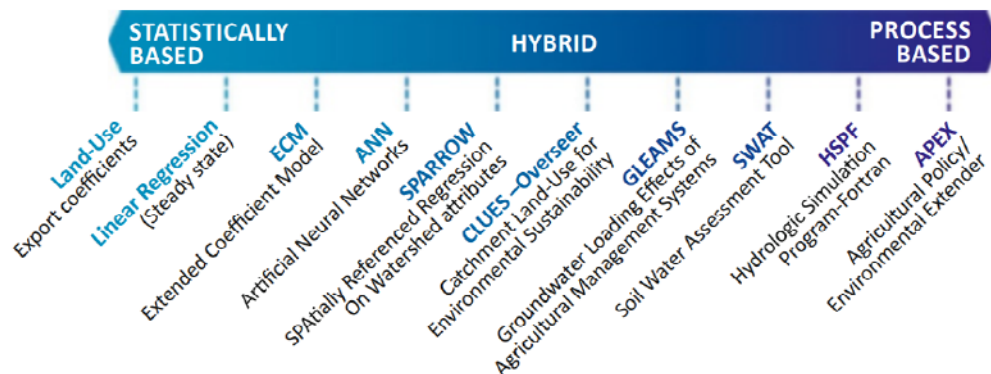 STATISTICALLY
BASED
HYBRID
PROCESS
BASED
Land-Use
Export coefficients
Linear Regression
(Steady state)
ECM
Extended Coefficient Model
ANN
Artificial Neural Networks
SPARROW
SPAtially Referenced Regression
On Watershed attributes
CLUES –Overseer
Catchment Land-Use for
Environmental Sustainability
GLEAMS
Groundwater Loading Effects of
Agricultural Management Systems
SWAT
Soil Water Assessment Tool
HSPF
Hydrologic Simulation
Program-Fortran
APEX
Agricultural Policy/
Environmental Extender